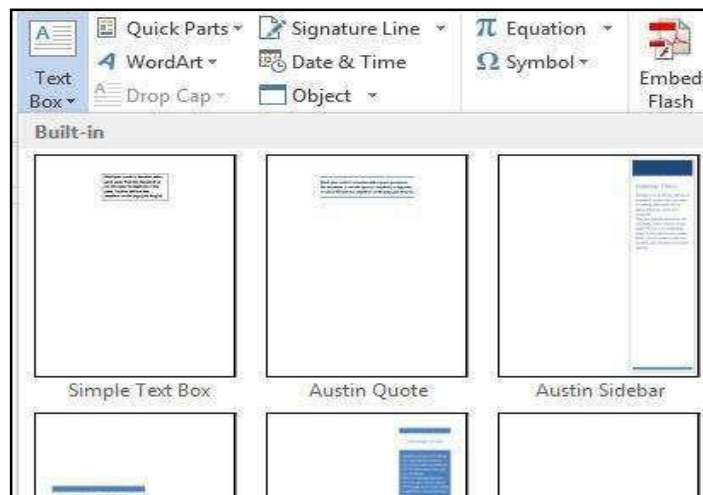 Text Box
Quick Parts
WordArt
Drop Cap
Signature Line
Date & Time
Object
π Equation
Ω Symbol
Embed Flash
Built-in
Simple Text Box
Austin Quote
Austin Sidebar